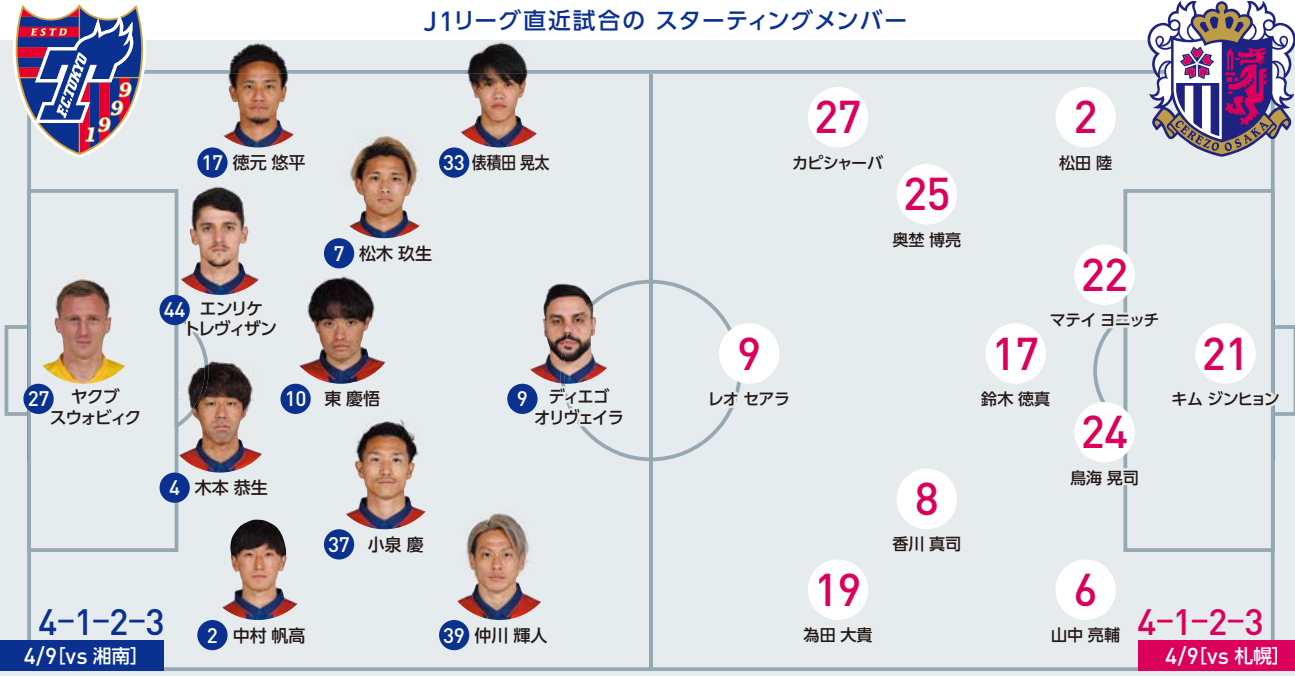 J1リーグ直近試合の スターティングメンバー
ESTD
F.C.TOKYO
1999
CEREZO OSAKA
17 徳元 悠平
33 俵積田 晃太
7 松木 玖生
44 エンリケ
トレヴィザン
27 ヤクブ
スウォビィク
10 東 慶悟
9 ディエゴ
オリヴェイラ
4 木本 恭生
37 小泉 慶
2 中村 帆高
39 仲川 輝人
4-1-2-3
4/9[vs 湘南]
27
カピシャーバ
2
松田 陸
25
奥埜 博亮
22
マテイ ヨニッチ
9
レオ セアラ
17
鈴木 徳真
21
キム ジンヒョン
24
鳥海 晃司
8
香川 真司
19
為田 大貴
6
山中 亮輔
4-1-2-3
4/9[vs 札幌]